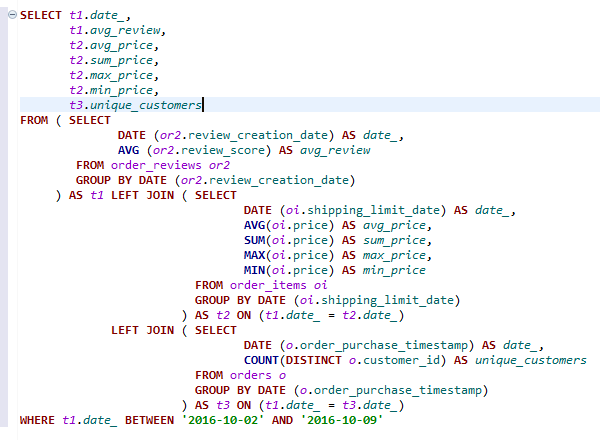 SELECT t1.date_,
t1.avg_review,
t2.avg_price,
t2.sum_price,
t2.max_price,
t2.min_price,
t3.unique_customers
FROM ( SELECT
DATE (or2.review_creation_date) AS date_,
AVG (or2.review_score) AS avg_review
FROM order_reviews or2
GROUP BY DATE (or2.review_creation_date)
) AS t1 LEFT JOIN ( SELECT
DATE (oi.shipping_limit_date) AS date_,
AVG(oi.price) AS avg_price,
SUM(oi.price) AS sum_price,
MAX(oi.price) AS max_price,
MIN(oi.price) AS min_price
FROM order_items oi
GROUP BY DATE (oi.shipping_limit_date)
) AS t2 ON (t1.date_ = t2.date_)
LEFT JOIN ( SELECT
DATE (o.order_purchase_timestamp) AS date_,
COUNT(DISTINCT o.customer_id) AS unique_customers
FROM orders o
GROUP BY DATE (o.order_purchase_timestamp)
) AS t3 ON (t1.date_ = t3.date_)
WHERE t1.date_ BETWEEN '2016-10-02' AND '2016-10-09'